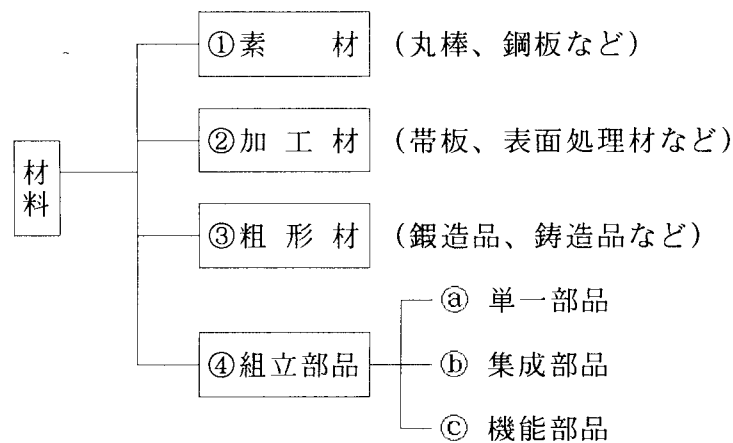 ①素材 (丸棒、鋼板など)
②加工材 (帯板、表面処理材など)
材料
③粗形材 (鍛造品、鋳造品など)
④組立部品
ⓐ 単一部品
ⓑ 集成部品
ⓒ 機能部品